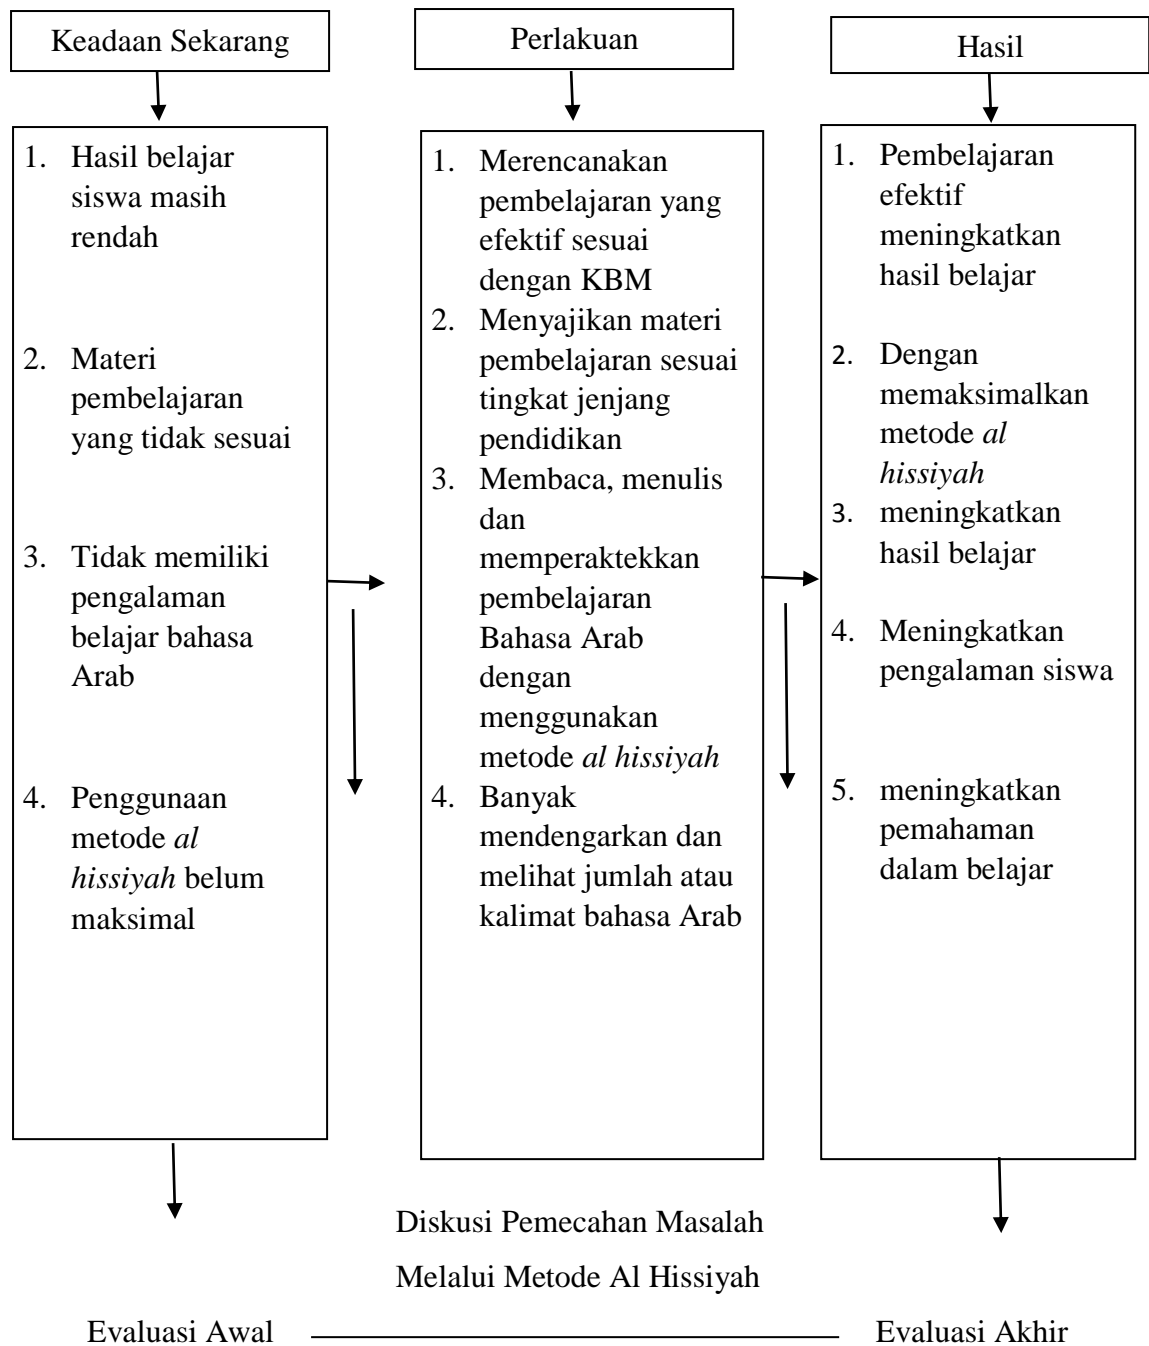 Keadaan Sekarang
1. Hasil belajar
siswa masih
rendah
2. Materi
pembelajaran
yang tidak sesuai
3. Tidak memiliki
pengalaman
belajar bahasa
Arab
4. Penggunaan
metode al
hissiyah belum
maksimal
Perlakuan
1. Merencanakan
pembelajaran yang
efektif sesuai
dengan KBM
2. Menyajikan materi
pembelajaran sesuai
tingkat jenjang
pendidikan
3. Membaca, menulis
dan
memperaktekkan
pembelajaran
Bahasa Arab
dengan
menggunakan
metode al hissiyah
4. Banyak
mendengarkan dan
melihat jumlah atau
kalimat bahasa Arab
Hasil
1. Pembelajaran
efektif
meningkatkan
hasil belajar
2. Dengan
memaksimalkan
metode al
hissiyah
3. meningkatkan
hasil belajar
4. Meningkatkan
pengalaman siswa
5. meningkatkan
pemahaman
dalam belajar
Diskusi Pemecahan Masalah
Melalui Metode Al Hissiyah
Evaluasi Awal
Evaluasi Akhir